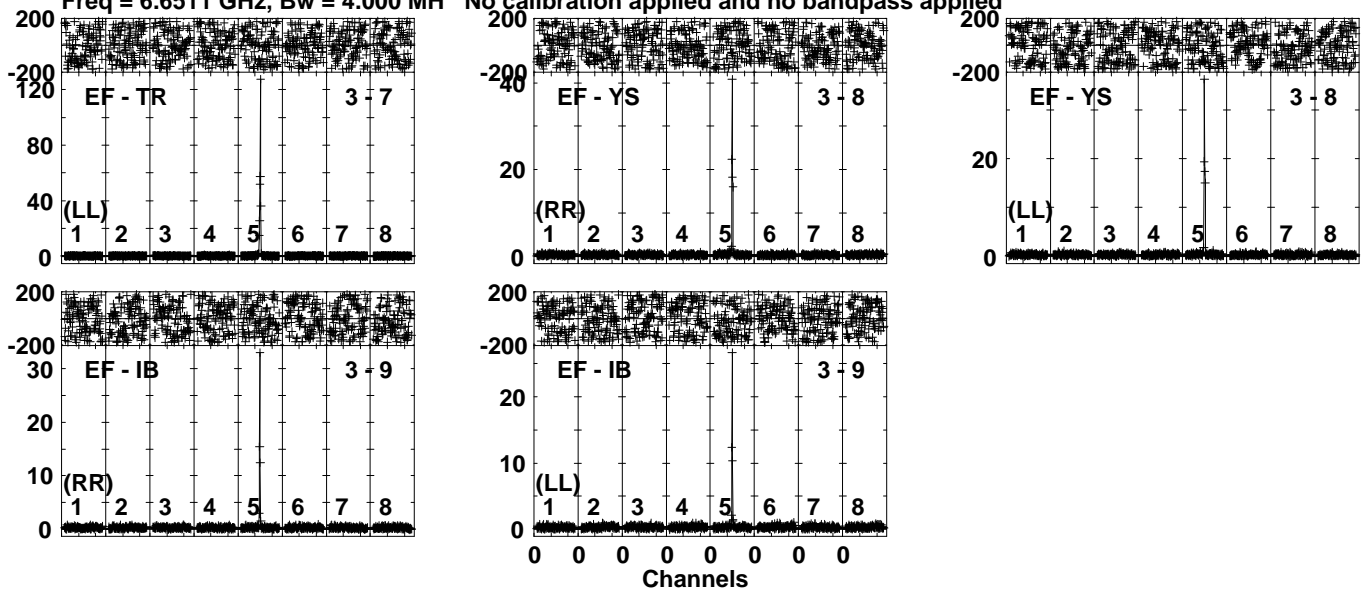 Freq = 6.6511 GHz, Bw = 4.000 MH No calibration applied and no bandpass applied
200
-200
120
80
40
0
EF - TR 3 - 7
(LL)
1 2 3 4 5 6 7 8
200
-200
40
20
0
EF - YS 3 - 8
(RR)
1 2 3 4 5 6 7 8
200
-200
20
0
EF - YS 3 - 8
(LL)
1 2 3 4 5 6 7 8
200
-200
30
20
10
0
EF - IB 3 - 9
(RR)
1 2 3 4 5 6 7 8
200
-200
20
10
0
EF - IB 3 - 9
(LL)
1 2 3 4 5 6 7 8
0 0 0 0 0 0 0 0
Channels